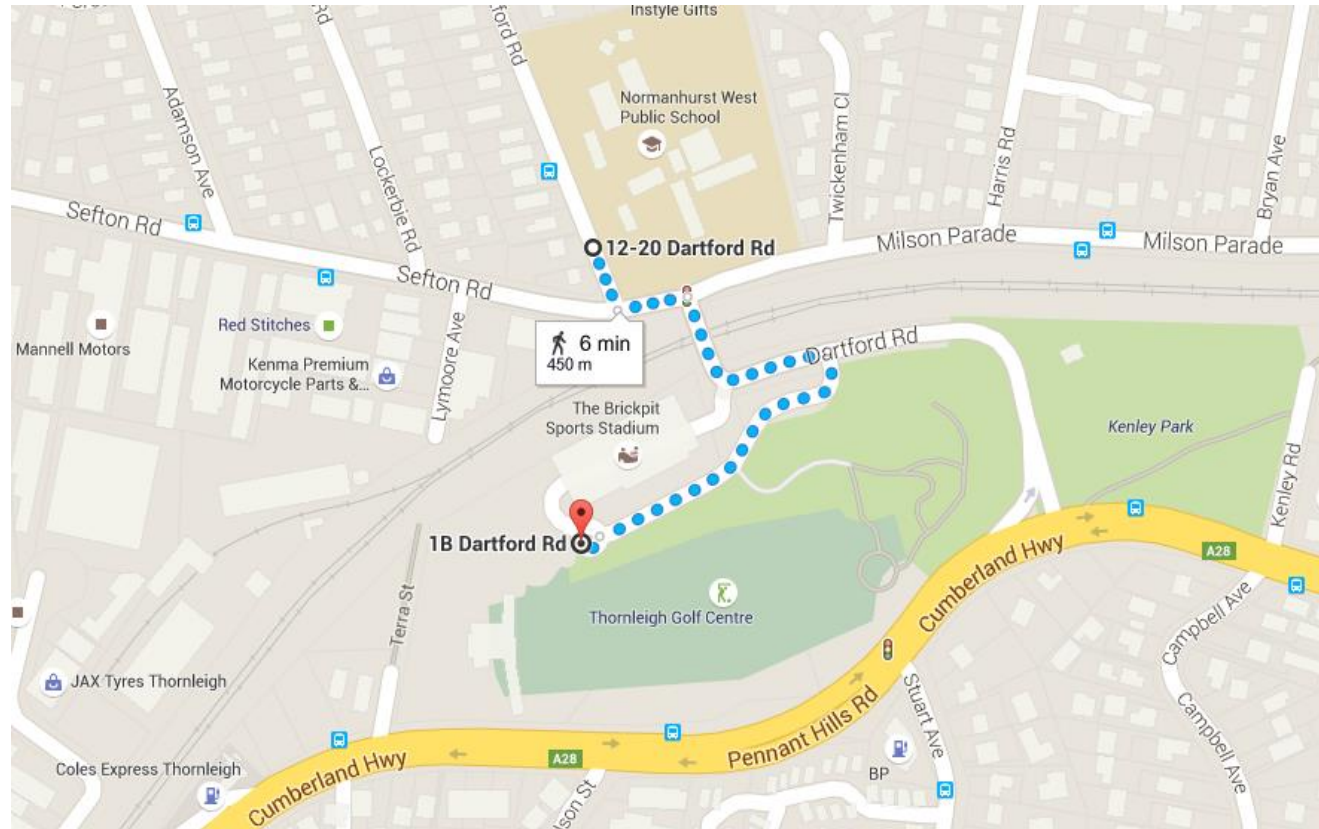 Instyle Gifts
Rd
ford Rd
Adamson Ave
Lockerbie Rd
Normanhurst West
Public School
Twickenham Cl
Harris Rd
Bryan Ave
Sefton Rd
12-20 Dartford Rd
Milson Parade
Milson Parade
Sefton Rd
Red Stitches
Mannell Motors
Kenma Premium
Motorcycle Parts &...
Lymoore Ave
6 min
450 m
Dartford Rd
The Brickpit
Sports Stadium
Kenley Park
Kenley Rd
1B Dartford Rd
Terra St
Thornleigh Golf Centre
Cumberland Hwy
A28
Campbell Ave
JAX Tyres Thornleigh
Stuart Ave
Campbell Ave
Pennant Hills Rd
Coles Express Thornleigh
Cumberland Hwy
A28
BP
lson St